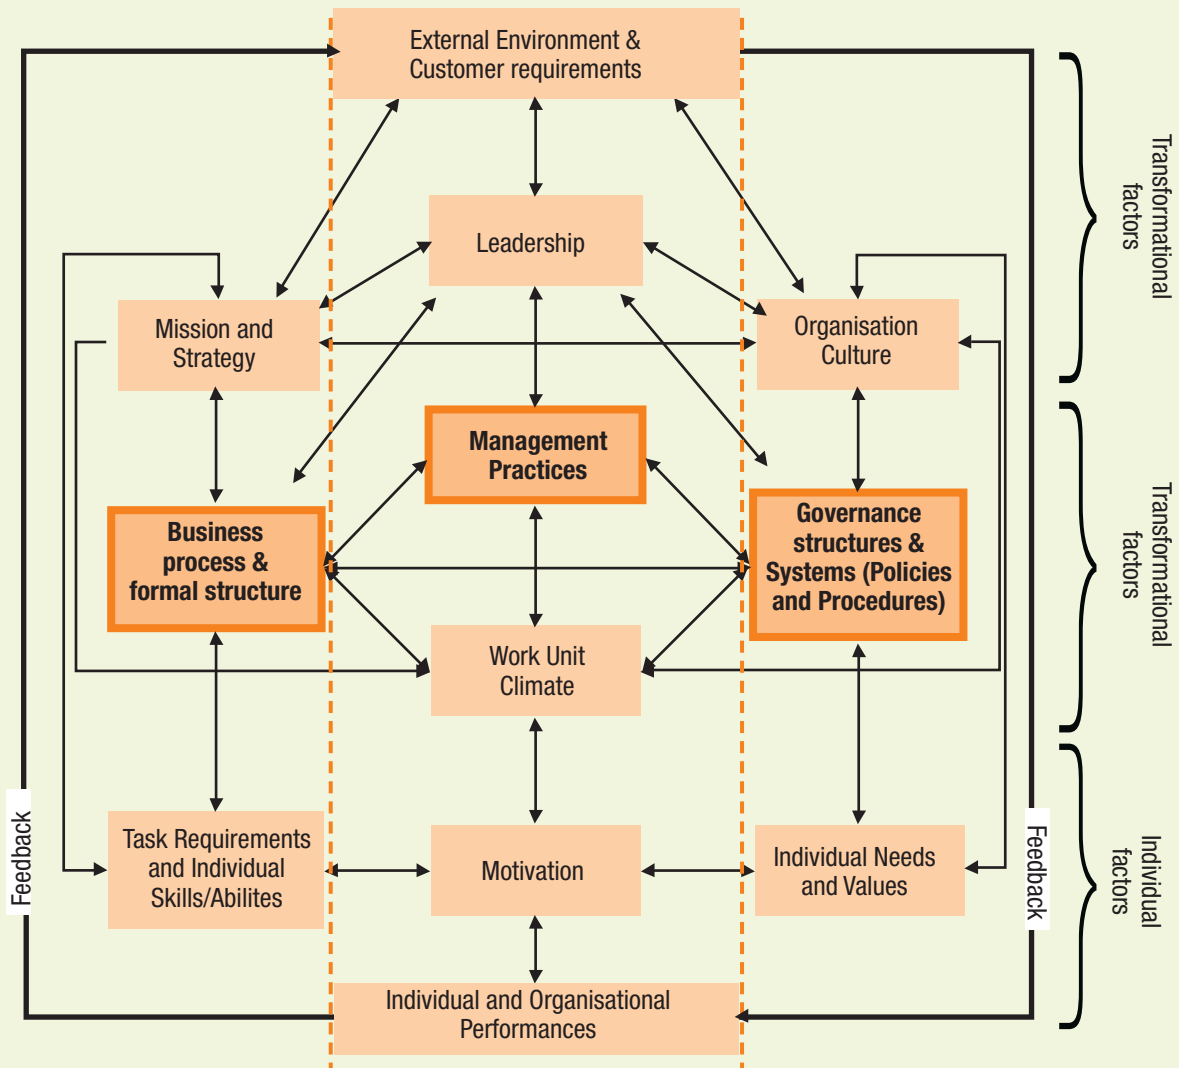 External Environment &
Customer requirements
Transformational
factors
Leadership
Mission and
Strategy
Organisation
Culture
Management
Practices
Transformational
factors
Business
process &
formal structure
Governance
structures &
Systems (Policies
and Procedures)
Work Unit
Climate
Feedback
Task Requirements
and Individual
Skills/Abilites
Motivation
Individual Needs
and Values
Feedback
Individual
factors
Individual and Organisational
Performances